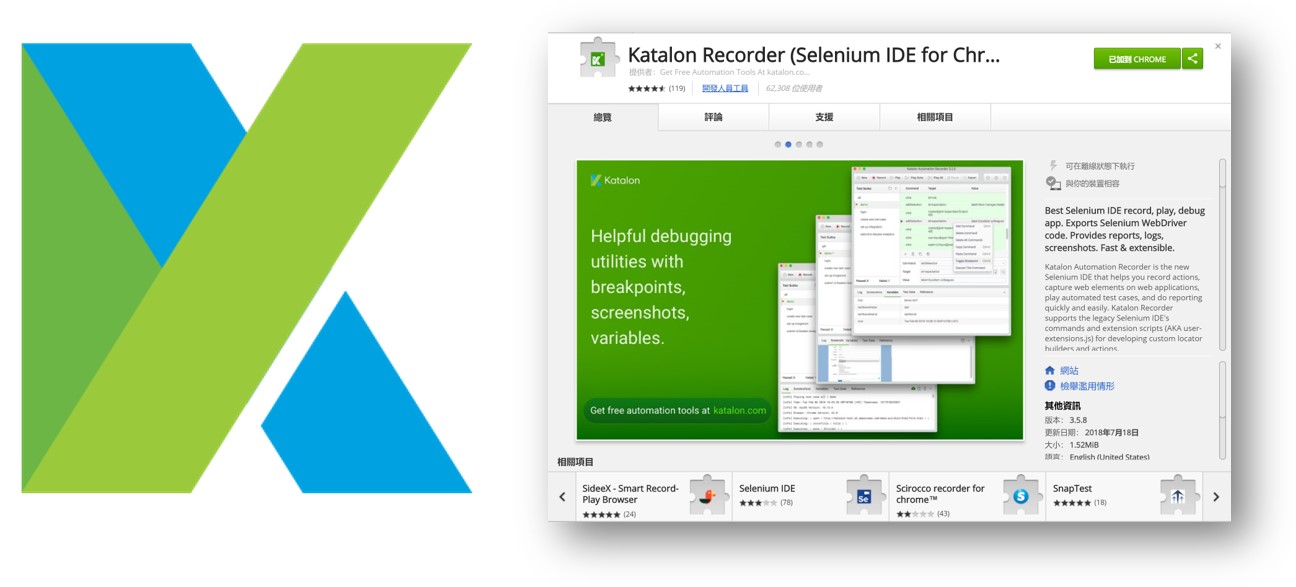 Katalon Recorder (Selenium IDE for Chr...
已加到 CHROME
提供者: Get Free Automation Tools At katalon.co...
(119) 開發人員工具 62,308 位使用者
總覽 評論 支援 相關項目
Katalon
Helpful debugging
utilities with
breakpoints,
screenshots,
variables.
Get free automation tools at katalon.com
可在離線狀態下執行
與你的裝置相容
Best Selenium IDE record, play, debug
app. Exports Selenium WebDriver
code. Provides reports, logs,
screenshots. Fast & extensible.
Katalon Automation Recorder is the new
Selenium IDE that helps you record actions,
capture web elements on web applications,
play automated test cases, and do reporting
quickly and easily. Katalon Recorder
supports the legacy Selenium IDE's
commands and extension scripts (AKA user-
extensions.js) for developing custom locator
builders and actions.
網站
檢舉濫用情形
其他資訊
版本: 3.5.8
更新日期: 2018年7月18日
大小: 1.52MiB
語言: English (United States)
相關項目
SideeX - Smart Record-
Play Browser
(24)
Selenium IDE
(78)
Se
Scirocco recorder for
chrome™
(43)
S
SnapTest
(18)